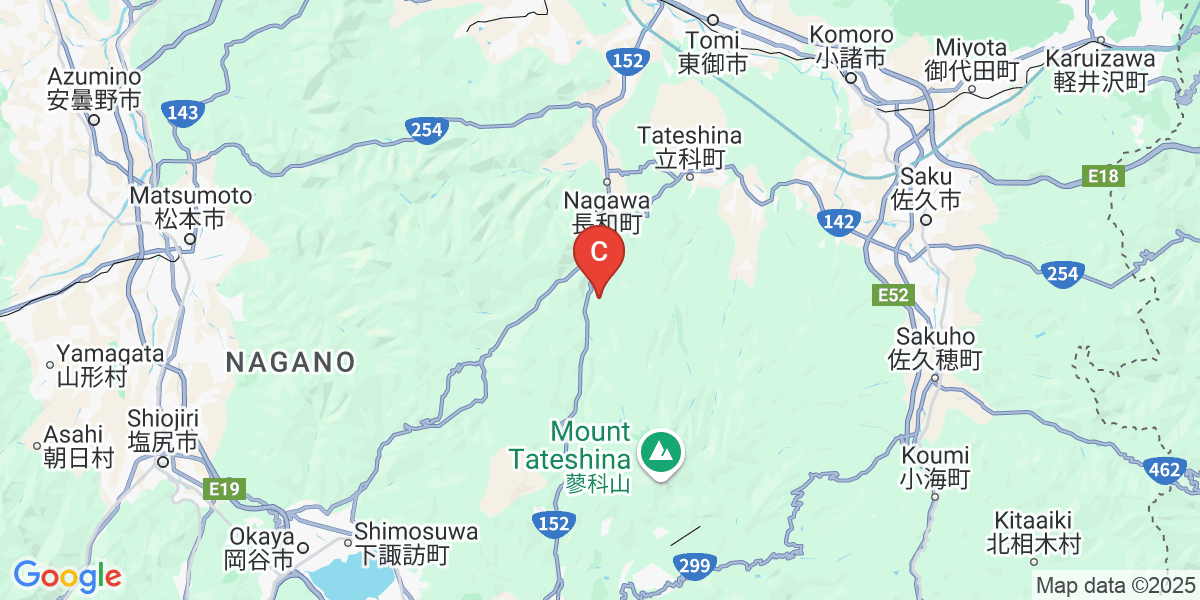 Tomi
東御市
Komoro
小諸市
Miyota
御代田町
Karuizawa
軽井沢町
152
Azumino
安曇野市
143
254
Tateshina
立科町
E18
Saku
佐久市
Matsumoto
松本市
Nagawa
長和町
142
C
254
E52
Sakuho
佐久穂町
Yamagata
山形村
NAGANO
Shiojiri
塩尻市
Asahi
朝日村
Mount
Tateshina
蓼科山
Koumi
小海町
462
E19
Okaya
岡谷市
Shimosuwa
下諏訪町
152
Kitaaiki
北相木村
299
Google
Map data ©2025